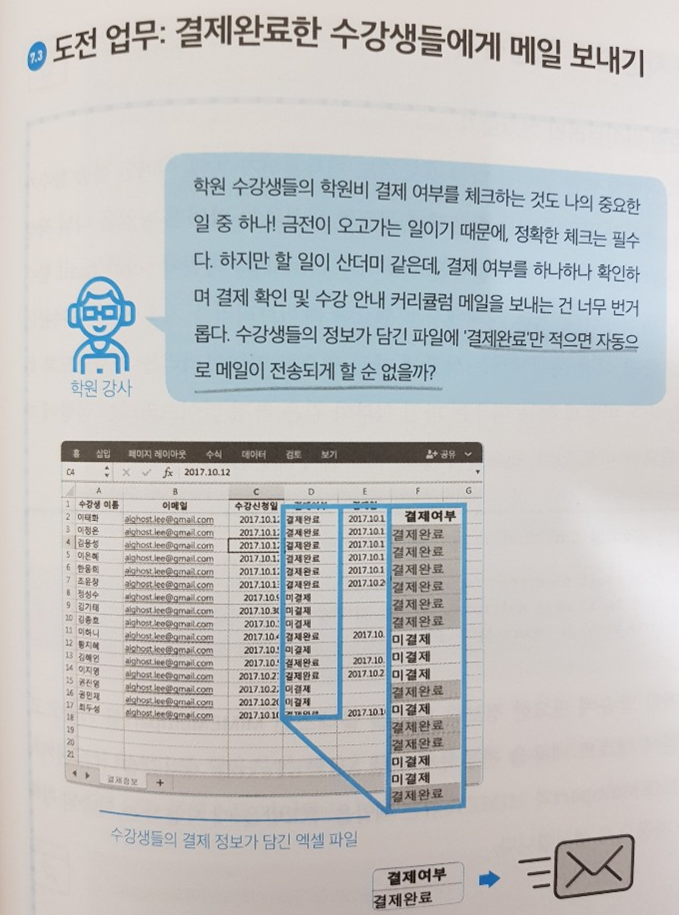 7.3 도전 업무: 결제완료한 수강생들에게 메일 보내기
학원 수강생들의 학원비 결제 여부를 체크하는 것도 나의 중요한
일 중 하나! 금전이 오고가는 일이기 때문에, 정확한 체크는 필수
다. 하지만 할 일이 산더미 같은데, 결제 여부를 하나하나 확인하
며 결제 확인 및 수강 안내 커리큘럼 메일을 보내는 건 너무 번거
롭다. 수강생들의 정보가 담긴 파일에 '결제완료'만 적으면 자동으
로 메일이 전송되게 할 순 없을까?
학원 강사
홈 삽입 페이지 레이아웃 수식 데이터 검토 보기 공유
C4 fx 2017.10.12
A B C D E F G
1 수강생 이름 이메일 수강신청일 결제여부
2 이태화 alghost.lee@gmail.com 2017.10.12 결제완료 2017.10.1
3 이정은 alghost.lee@gmail.com 2017.10.12 결제완료 2017.10.1
4 김동성 alghost.lee@gmail.com 2017.10.12 결제완료 2017.10.1
5 이은혜 alghost.lee@gmail.com 2017.10.12 결제완료 2017.10.1
6 한동희 alghost.lee@gmail.com 2017.10.12 결제완료 2017.10.1
7 조윤장 alghost.lee@gmail.com 2017.10.13 결제완료 2017.10.2
8 정성수 alghost.lee@gmail.com 2017.10.9 미결제
9 김기태 alghost.lee@gmail.com 2017.10.30 미결제
10 김종호 alghost.lee@gmail.com 2017.10. 미결제
11 이하니 alghost.lee@gmail.com 2017.10.4 결제완료 2017.10.
12 황지혜 alghost.lee@gmail.com 2017.10.5 미결제
13 김혜인 alghost.lee@gmail.com 2017.10.5 결제완료 2017.10.
14 이지영 alghost.lee@gmail.com 2017.10.21 결제완료 2017.10.2
15 권진영 alghost.lee@gmail.com 2017.10.22 미결제
16 권민재 alghost.lee@gmail.com 2017.10.20 미결제
17 최두성 alghost.lee@gmail.com 2017.10.10 결제완료 2017.10.1
18
19
20
21
결제여부
결제완료
결제완료
결제완료
결제완료
결제완료
결제완료
미결제
미결제
미결제
결제완료
미결제
결제완료
결제완료
미결제
미결제
결제완료
결제정보 +
수강생들의 결제 정보가 담긴 엑셀 파일
결제여부
결제완료